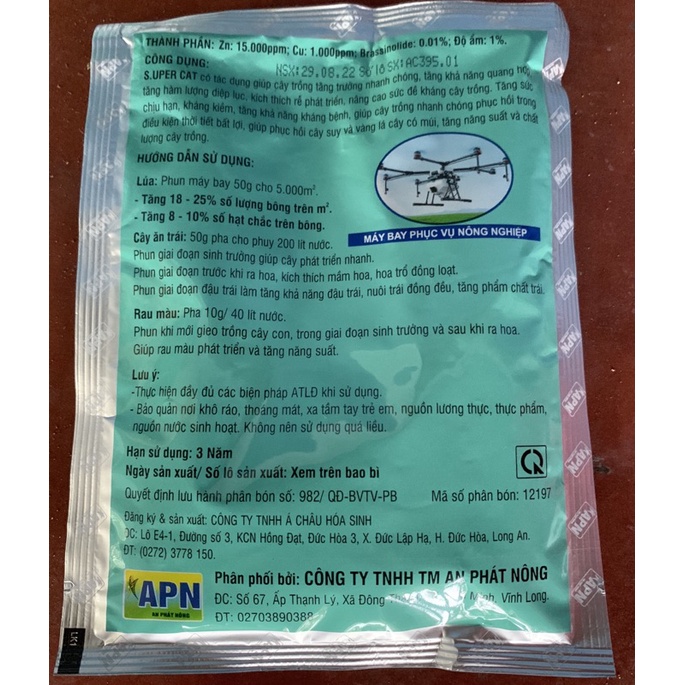 THÀNH PHẦN: Zn: 15.000ppm; Cu: 1.000ppm; Brassinolide: 0.01%; Độ ẩm: 1%.
CÔNG DỤNG:
NSX: 29.08.22 Số lô SX: AC395.01
S.UPER CAT có tác dụng giúp cây trồng tăng trưởng nhanh chóng, tăng khả năng quang hợp,
tăng hàm lượng diệp lục, kích thích rễ phát triển, nâng cao sức đề kháng cây trồng. Tăng sức
chịu hạn, kháng kiềm, tăng khả năng kháng bệnh, giúp cây trồng nhanh chóng phục hồi trong
điều kiện thời tiết bất lợi, giúp phục hồi cây suy và vàng lá cây có múi, tăng năng suất và chất
lượng cây trồng.
HƯỚNG DẪN SỬ DỤNG:
Lúa: Phun máy bay 50g cho 5.000m².
- Tăng 18 - 25% số lượng bông trên m².
- Tăng 8 - 10% số hạt chắc trên bông.
MÁY BAY PHỤC VỤ NÔNG NGHIỆP
Cây ăn trái: 50g pha cho phuy 200 lít nước.
Phun giai đoạn sinh trưởng giúp cây phát triển nhanh.
Phun giai đoạn trước khi ra hoa, kích thích mầm hoa, hoa trổ đồng loạt.
Phun giai đoạn đậu trái làm tăng khả năng đậu trái, nuôi trái đồng đều, tăng phẩm chất trái.
Rau màu: Pha 10g/ 40 lít nước.
Phun khi mới gieo trồng cây con, trong giai đoạn sinh trưởng và sau khi ra hoa.
Giúp rau màu phát triển và tăng năng suất.
Lưu ý:
-Thực hiện đầy đủ các biện pháp ATLĐ khi sử dụng.
- Bảo quản nơi khô ráo, thoáng mát, xa tầm tay trẻ em, nguồn lương thực, thực phẩm,
nguồn nước sinh hoạt. Không nên sử dụng quá liều.
Hạn sử dụng: 3 Năm
Ngày sản xuất/ Số lô sản xuất: Xem trên bao bì
Quyết định lưu hành phân bón số: 982/ QĐ-BVTV-PB Mã số phân bón: 12197
Đăng ký & sản xuất: CÔNG TY TNHH Á CHÂU HÓA SINH
ĐC: Lô E4-1, Đường số 3, KCN Hồng Đạt, Đức Hòa 3, X. Đức Lập Hạ, H. Đức Hòa, Long An.
ĐT: (0272) 3778 150.
APN
AN PHÁT NÔNG
Phân phối bởi: CÔNG TY TNHH TM AN PHÁT NÔNG
ĐC: Số 67, Ấp Thạnh Lý, Xã Đông Minh, Vĩnh Long.
ĐT: 02703890388
LK1